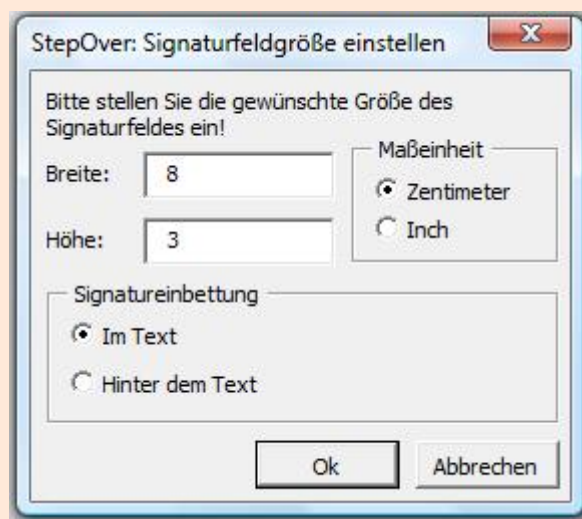 StepOver: Signaturfeldgröße einstellen
Bitte stellen Sie die gewünschte Größe des
Signaturfeldes ein!
Maßeinheit
Breite: 8
Zentimeter
Inch
Höhe: 3
Signatureinbettung
Im Text
Hinter dem Text
Ok Abbrechen